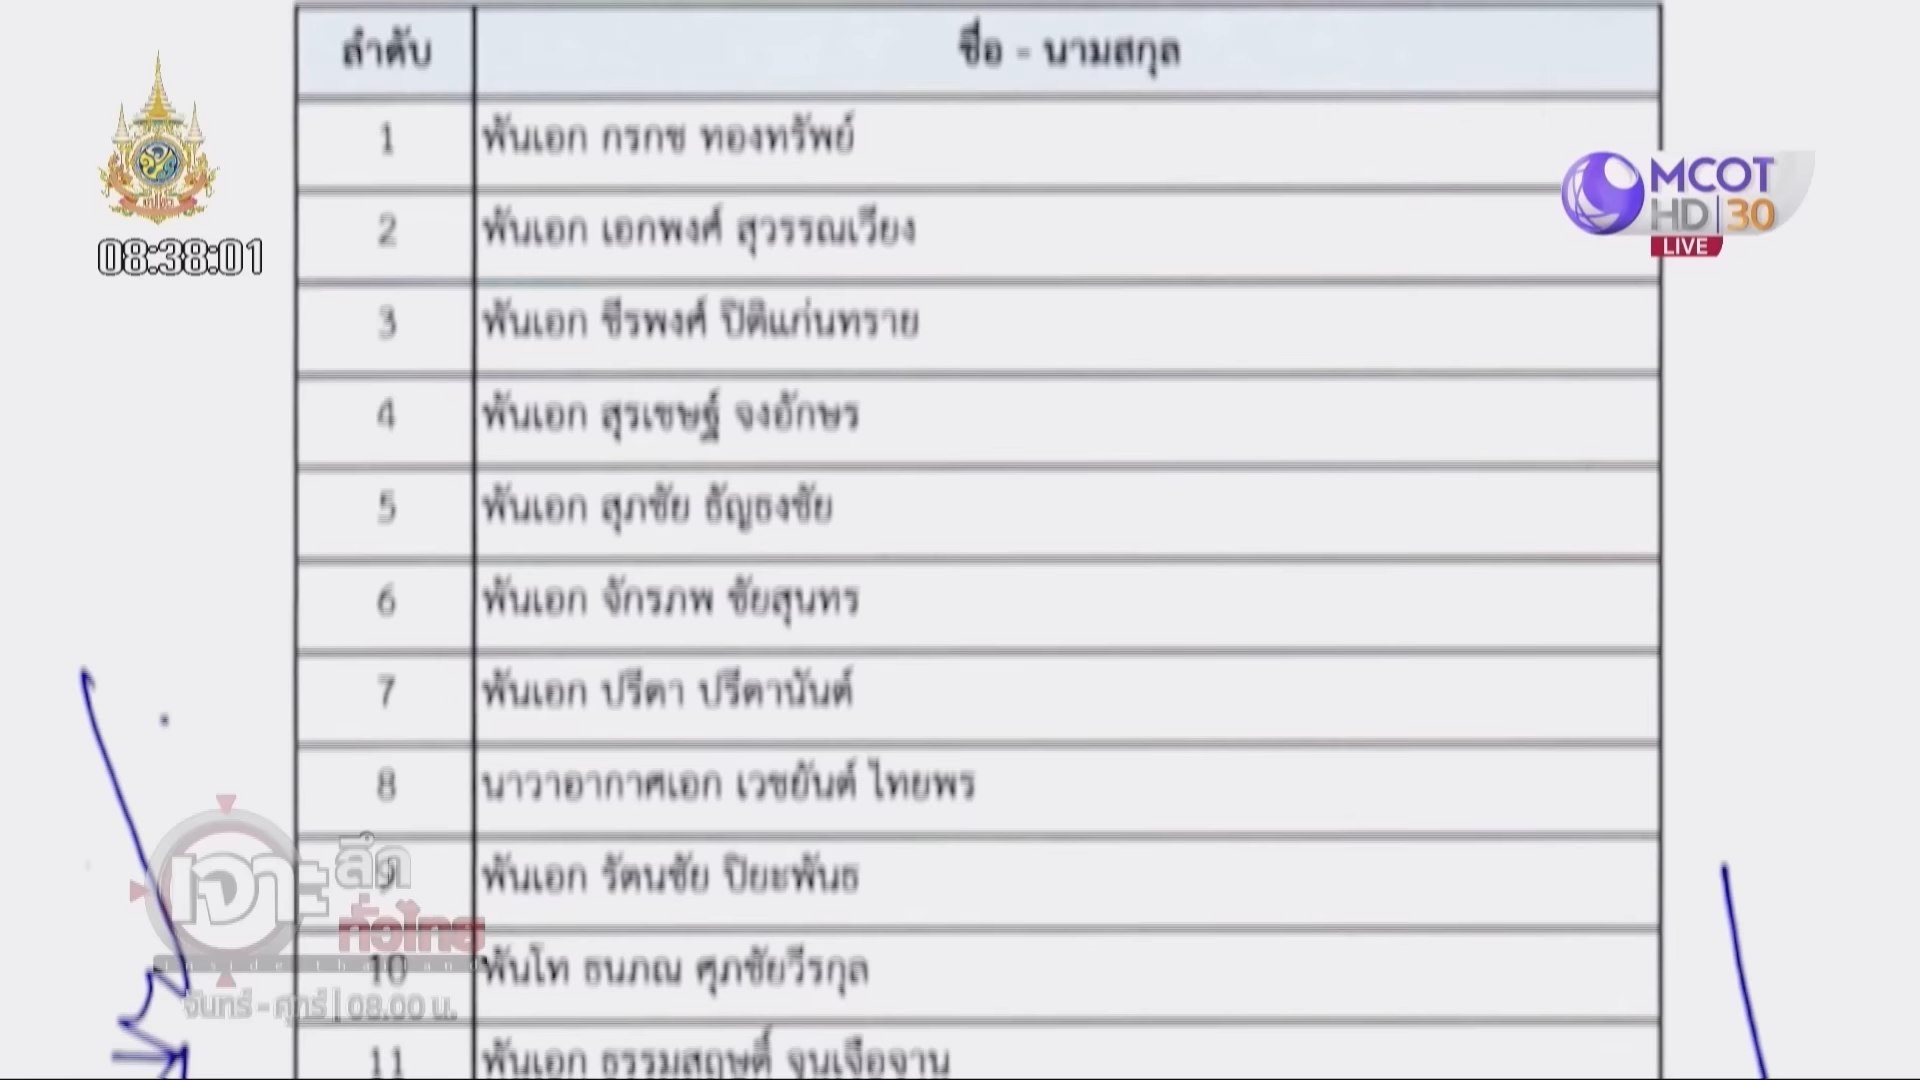 ลำดับ ชื่อ - นามสกุล
1 พันเอก กรกช ทองทรัพย์
2 พันเอก เอกพงศ์ สุวรรณเวียง
3 พันเอก ชีรพงศ์ ปิติแก่นทราย
4 พันเอก สุรเชษฐ์ จงอักษร
5 พันเอก สุภชัย ธัญธงชัย
6 พันเอก จักรภพ ชัยสุนทร
7 พันเอก ปรีดา ปรีดานันต์
8 นาวาอากาศเอก เวชยันต์ ไทยพร
9 พันเอก รัตนชัย ปิยะพันธ
10 พันโท ธนภณ ศุภชัยวีรกุล
11 พันเอก ธรรมสฤษดิ์ จุนเจือจาน
08:38:01
MCOT
HD 30
LIVE
เจาะลึก
ทั่วไทย
จันทร์ - ศุกร์ | 08.00 น.